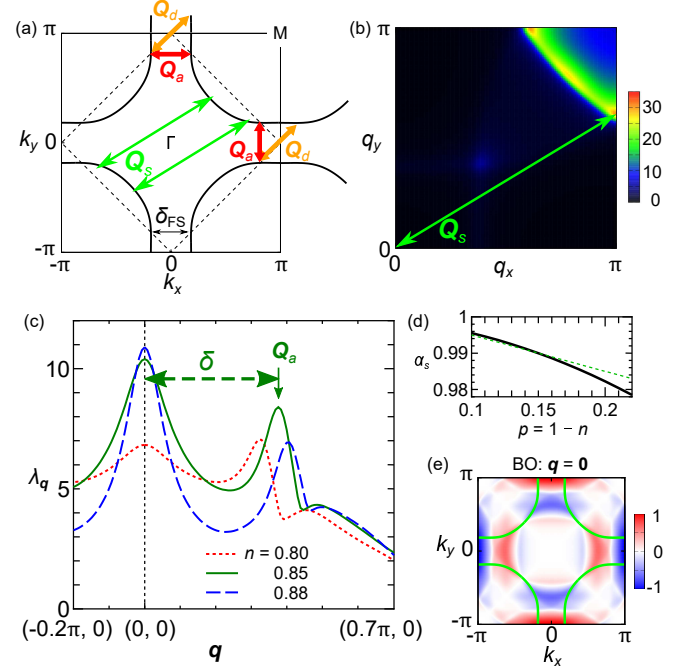 (a)
π
Q_d
M
Q_a
k_y
0
Γ
Q_s
Q_a
Q_d
δ_FS
-π
-π
0
π
k_x
(b)
π
q_y
0
Q_s
0
q_x
π
35
30
20
10
0
(c)
10
5
0
λ_q
δ
Q_a
n = 0.80
0.85
0.88
(-0.2π, 0)
(0, 0)
(0.7π, 0)
q
(d)
1
0.99
0.98
α_s
0.1
0.15
0.2
p = 1 − n
(e)
BO: q = 0
π
k_y
0
-π
-π
0
π
k_x
1
0
-1